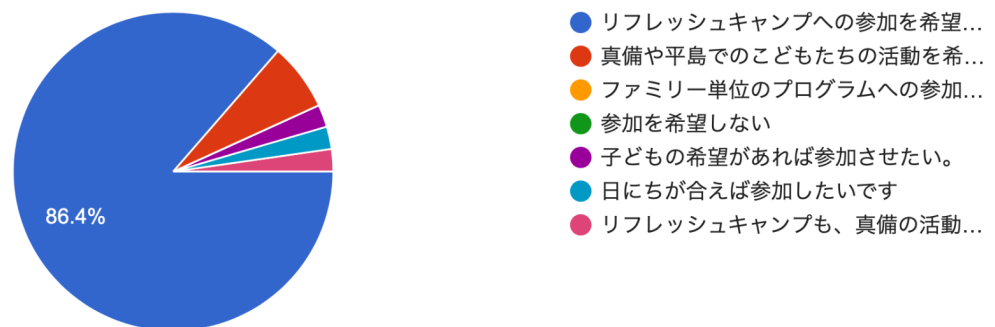 86.4%
リフレッシュキャンプへの参加を希望…
真備や平島でのこどもたちの活動を希…
ファミリー単位のプログラムへの参加…
参加を希望しない
子どもの希望があれば参加させたい。
日にちが合えば参加したいです
リフレッシュキャンプも、真備の活動…